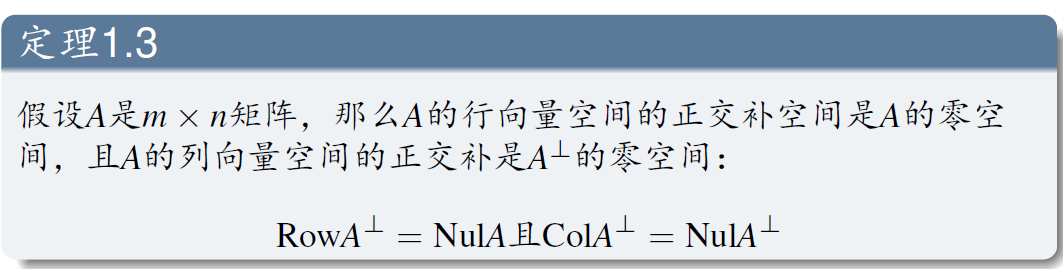 定理1.3
假设A是m × n矩阵，那么A的行向量空间的正交补空间是A的零空
间，且A的列向量空间的正交补是A⊥的零空间：
RowA⊥ = NulA且ColA⊥ = NulA⊥